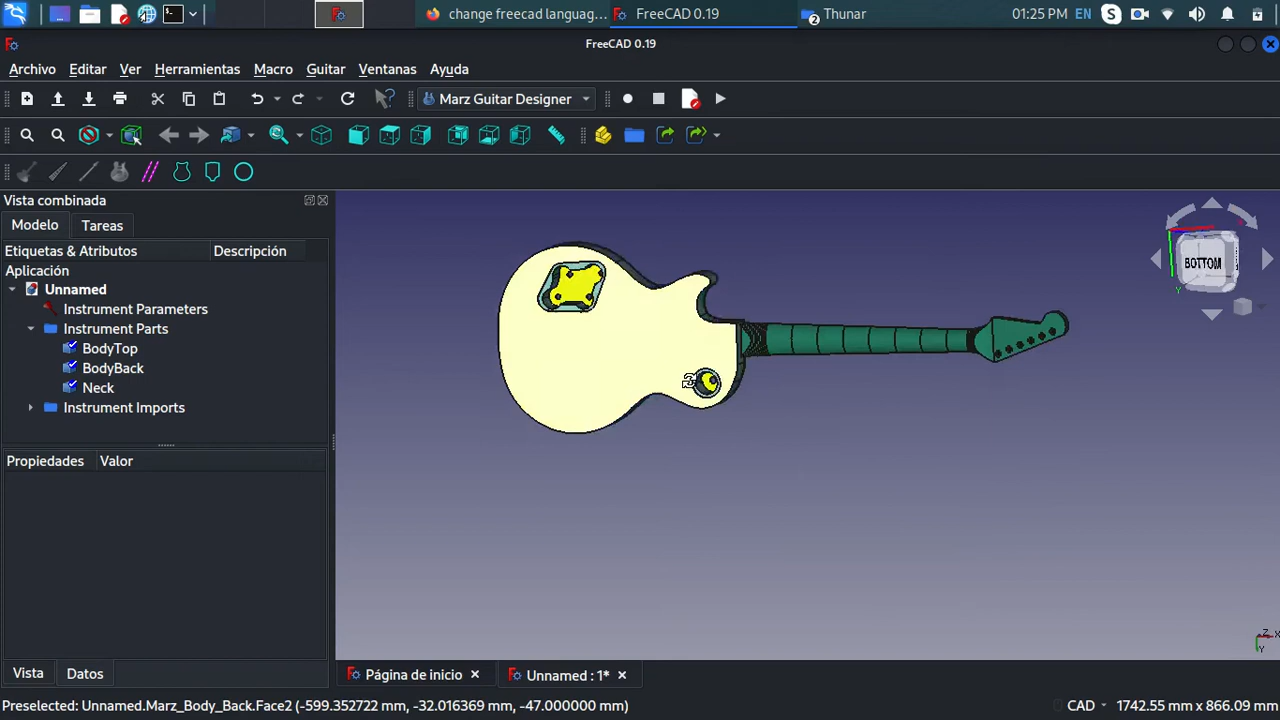 change freecad languag...
FreeCAD 0.19
2 Thunar
01:25 PM
EN
FreeCAD 0.19
Archivo
Editar
Ver
Herramientas
Macro
Guitar
Ventanas
Ayuda
Marz Guitar Designer
Vista combinada
Modelo
Tareas
Etiquetas & Atributos
Descripción
Aplicación
Unnamed
Instrument Parameters
Instrument Parts
BodyTop
BodyBack
Neck
Instrument Imports
Propiedades
Valor
BOTTOM
Y
Z X
Y
Vista
Datos
Página de inicio
Unnamed : 1*
Preselected: Unnamed.Marz_Body_Back.Face2 (-599.352722 mm, -32.016369 mm, -47.000000 mm)
CAD
1742.55 mm x 866.09 mm